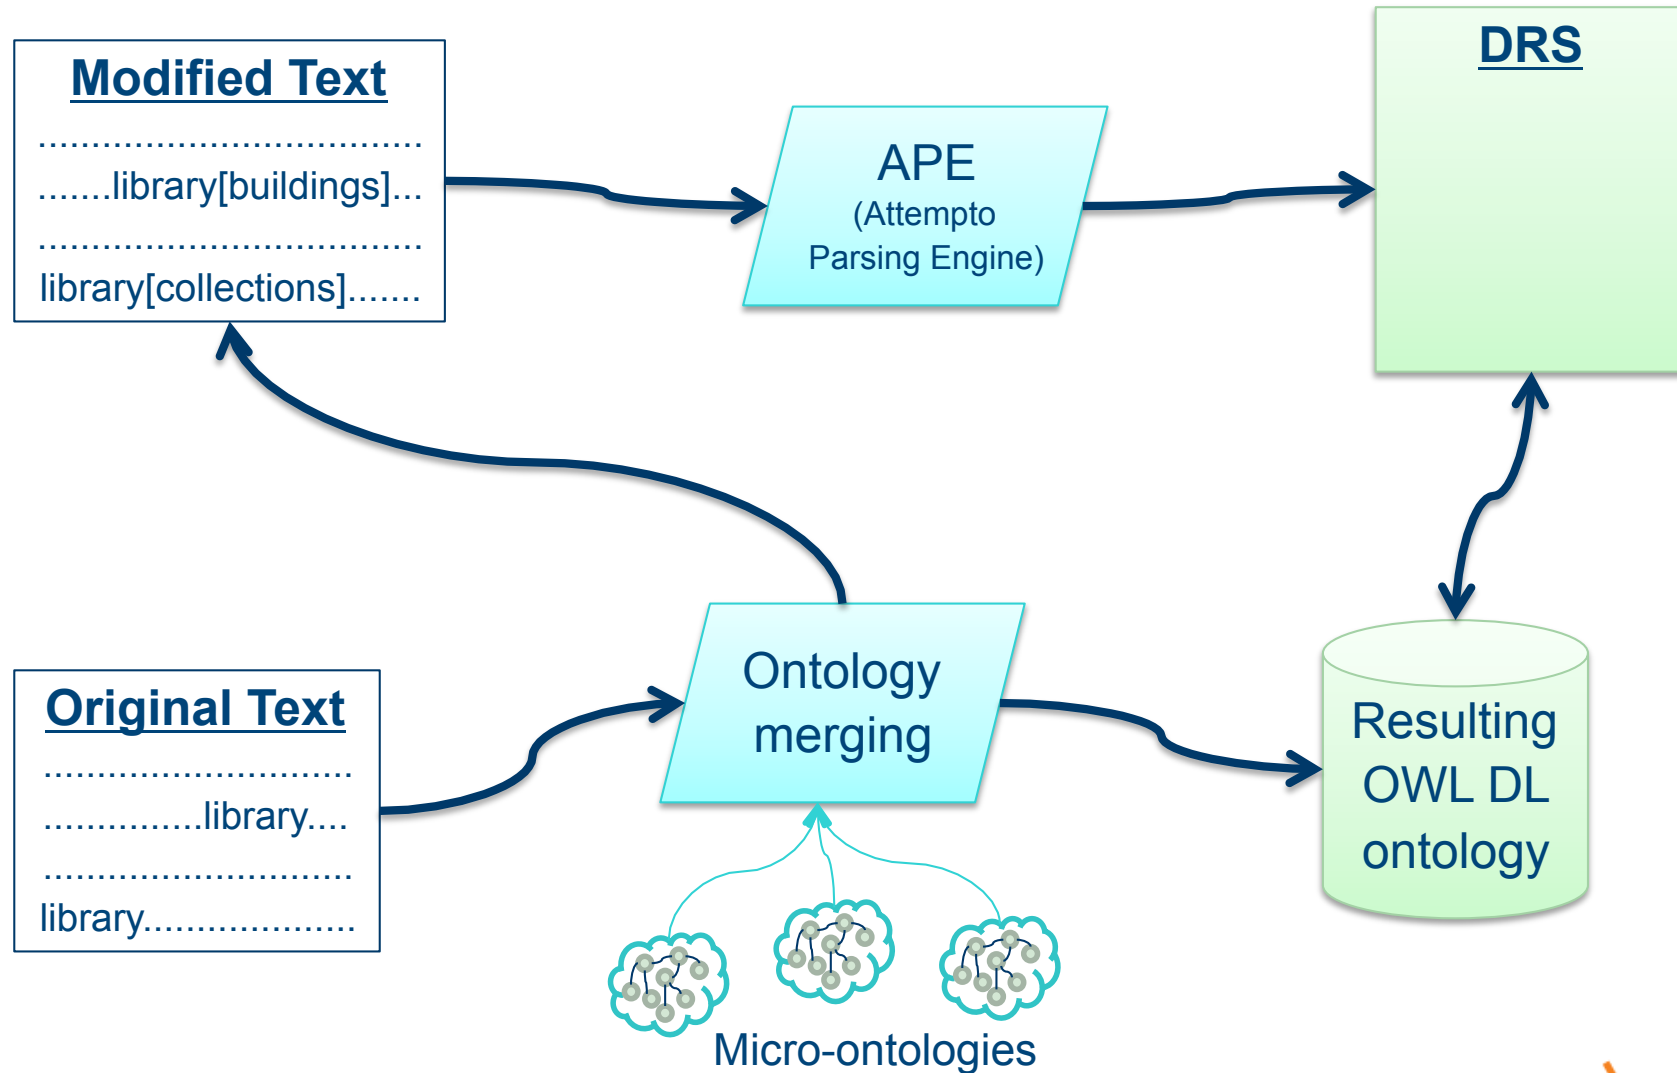 Modified Text
....................................
.......library[buildings]...
....................................
library[collections].......
APE
(Attempto
Parsing Engine)
DRS
Original Text
.............................
...............library....
.............................
library....................
Ontology
merging
Resulting
OWL DL
ontology
Micro-ontologies